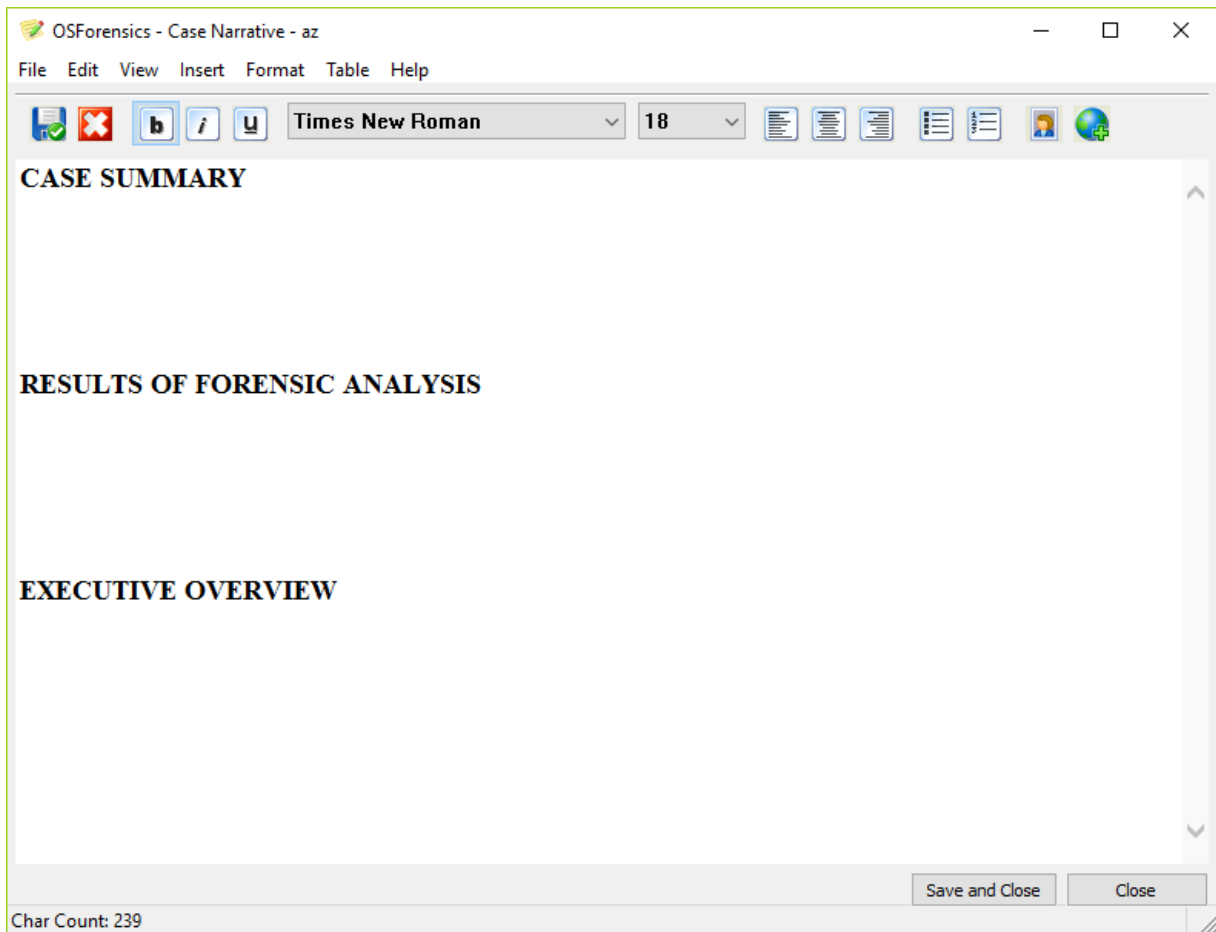 OSForensics - Case Narrative - az
File Edit View Insert Format Table Help
b i u Times New Roman 18
CASE SUMMARY
RESULTS OF FORENSIC ANALYSIS
EXECUTIVE OVERVIEW
Save and Close Close
Char Count: 239